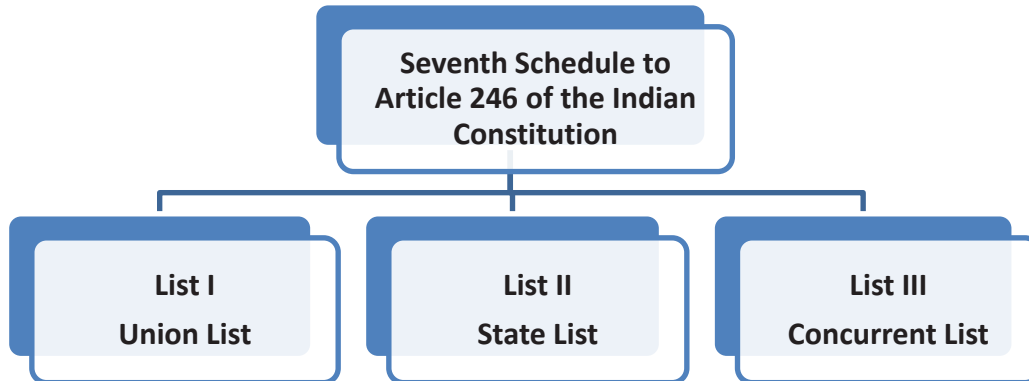 Seventh Schedule to
Article 246 of the Indian
Constitution
List I
Union List
List II
State List
List III
Concurrent List